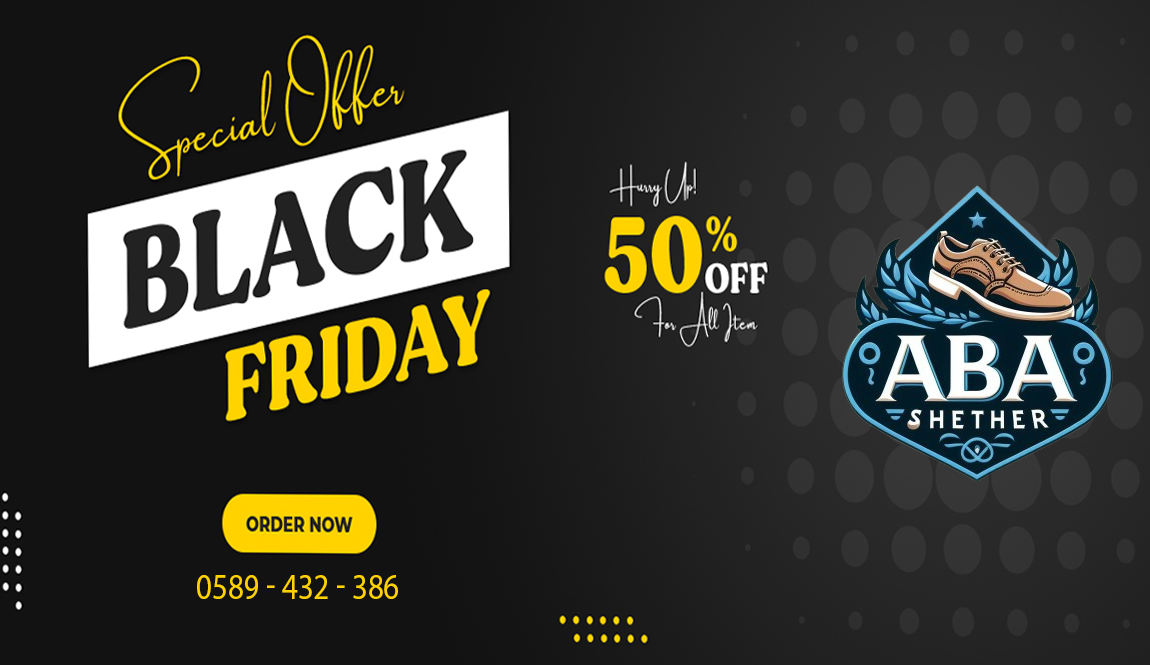 Special Offer
BLACK
FRIDAY
Hurry Up!
50%
OFF
For All Item
ABA
SHETHER
ORDER NOW
0589 - 432 - 386